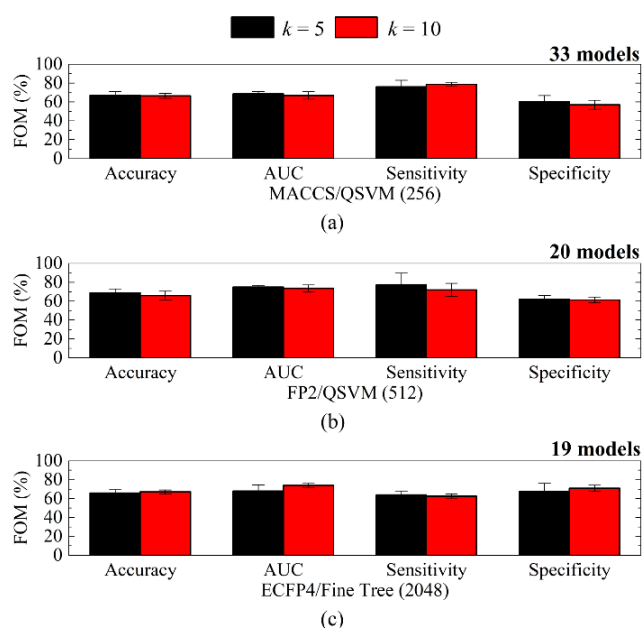 k = 5 k = 10
33 models
100
80
60
40
20
0
FOM (%)
Accuracy AUC Sensitivity Specificity
MACCS/QSVM (256)
(a)
20 models
100
80
60
40
20
0
FOM (%)
Accuracy AUC Sensitivity Specificity
FP2/QSVM (512)
(b)
19 models
100
80
60
40
20
0
FOM (%)
Accuracy AUC Sensitivity Specificity
ECFP4/Fine Tree (2048)
(c)